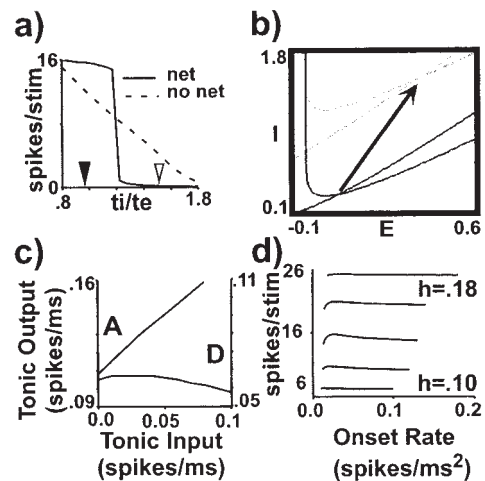 a)
16
spikes/stim
net
no net
0
.8
ti/te
1.8
b)
1.8
I
0.1
-0.1
E
0.6
c)
.16
.11
Tonic Output
(spikes/ms)
A
D
.09
.05
0.0
0.05
0.1
Tonic Input
(spikes/ms)
d)
26
h=.18
spikes/stim
16
6
h=.10
0.0
0.1
0.2
Onset Rate
(spikes/ms2)